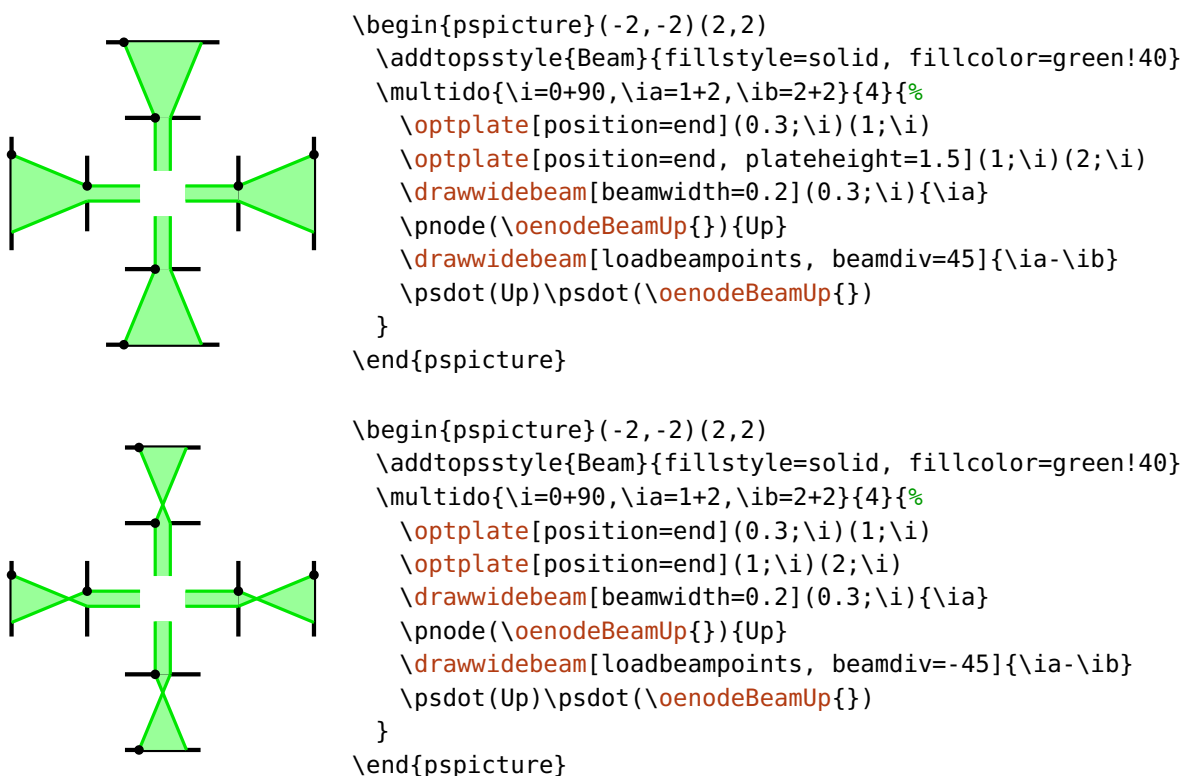 \begin{pspicture}(-2,-2)(2,2)
  \addtopsstyle{Beam}{fillstyle=solid, fillcolor=green!40}
  \multido{\i=0+90,\ia=1+2,\ib=2+2}{4}{%
    \optplate[position=end](0.3;\i)(1;\i)
    \optplate[position=end, plateheight=1.5](1;\i)(2;\i)
    \drawwidebeam[beamwidth=0.2](0.3;\i){\ia}
    \pnode(\oenodeBeamUp{}){Up}
    \drawwidebeam[loadbeampoints, beamdiv=45]{\ia-\ib}
    \psdot(Up)\psdot(\oenodeBeamUp{})
  }
\end{pspicture}
\begin{pspicture}(-2,-2)(2,2)
  \addtopsstyle{Beam}{fillstyle=solid, fillcolor=green!40}
  \multido{\i=0+90,\ia=1+2,\ib=2+2}{4}{%
    \optplate[position=end](0.3;\i)(1;\i)
    \optplate[position=end](1;\i)(2;\i)
    \drawwidebeam[beamwidth=0.2](0.3;\i){\ia}
    \pnode(\oenodeBeamUp{}){Up}
    \drawwidebeam[loadbeampoints, beamdiv=-45]{\ia-\ib}
    \psdot(Up)\psdot(\oenodeBeamUp{})
  }
\end{pspicture}